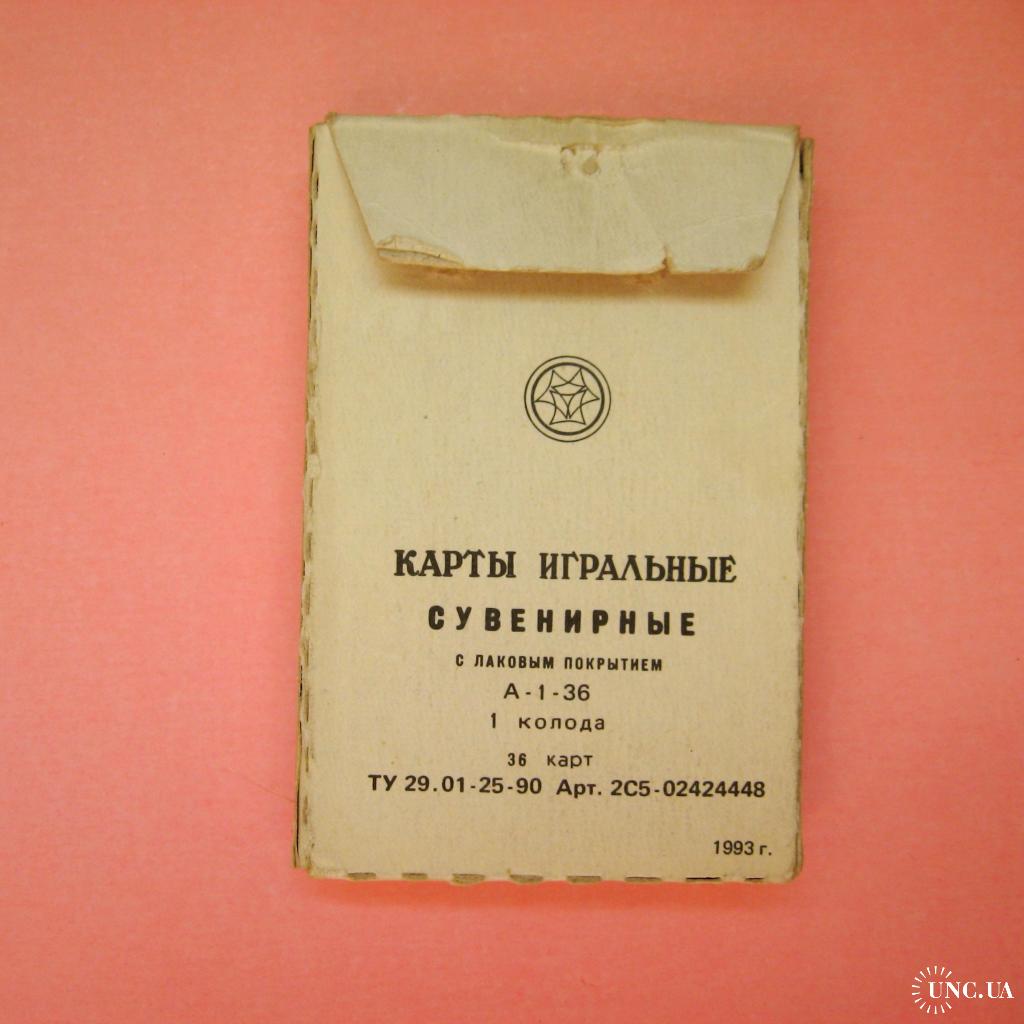 КАРТЫ ИГРАЛЬНЫЕ
СУВЕНИРНЫЕ
С ЛАКОВЫМ ПОКРЫТИЕМ
А-1-36
1 колода
36 карт
ТУ 29.01-25-90 Арт. 2С5-02424448
1993 г.
UNC.UA